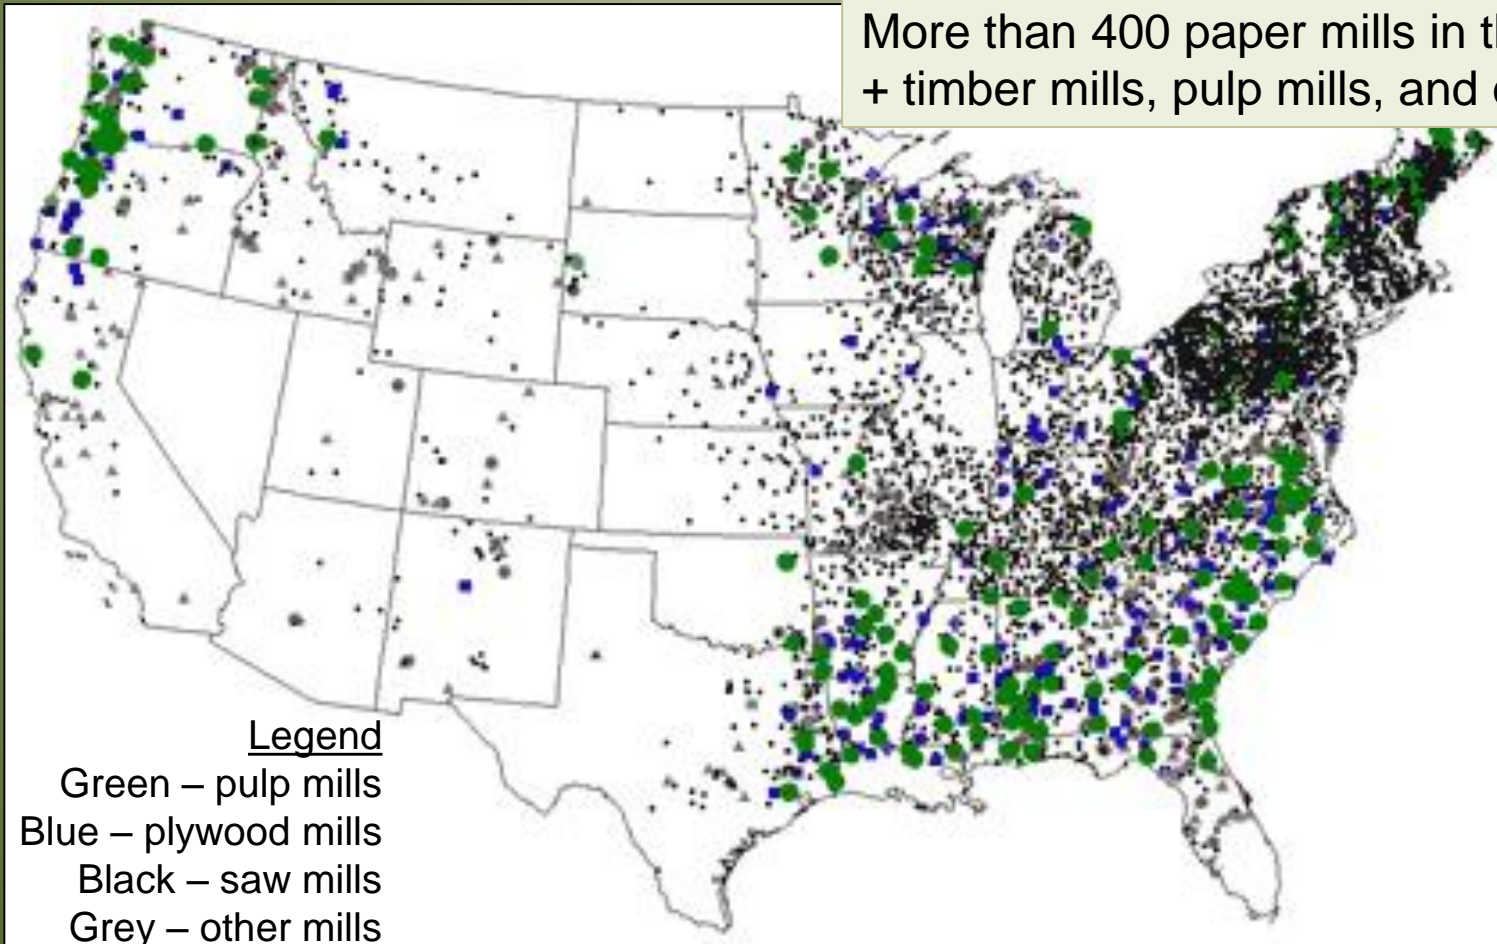 More than 400 paper mills in
+ timber mills, pulp mills, and
Legend
Green – pulp mills
Blue – plywood mills
Black – saw mills
Grey – other mills